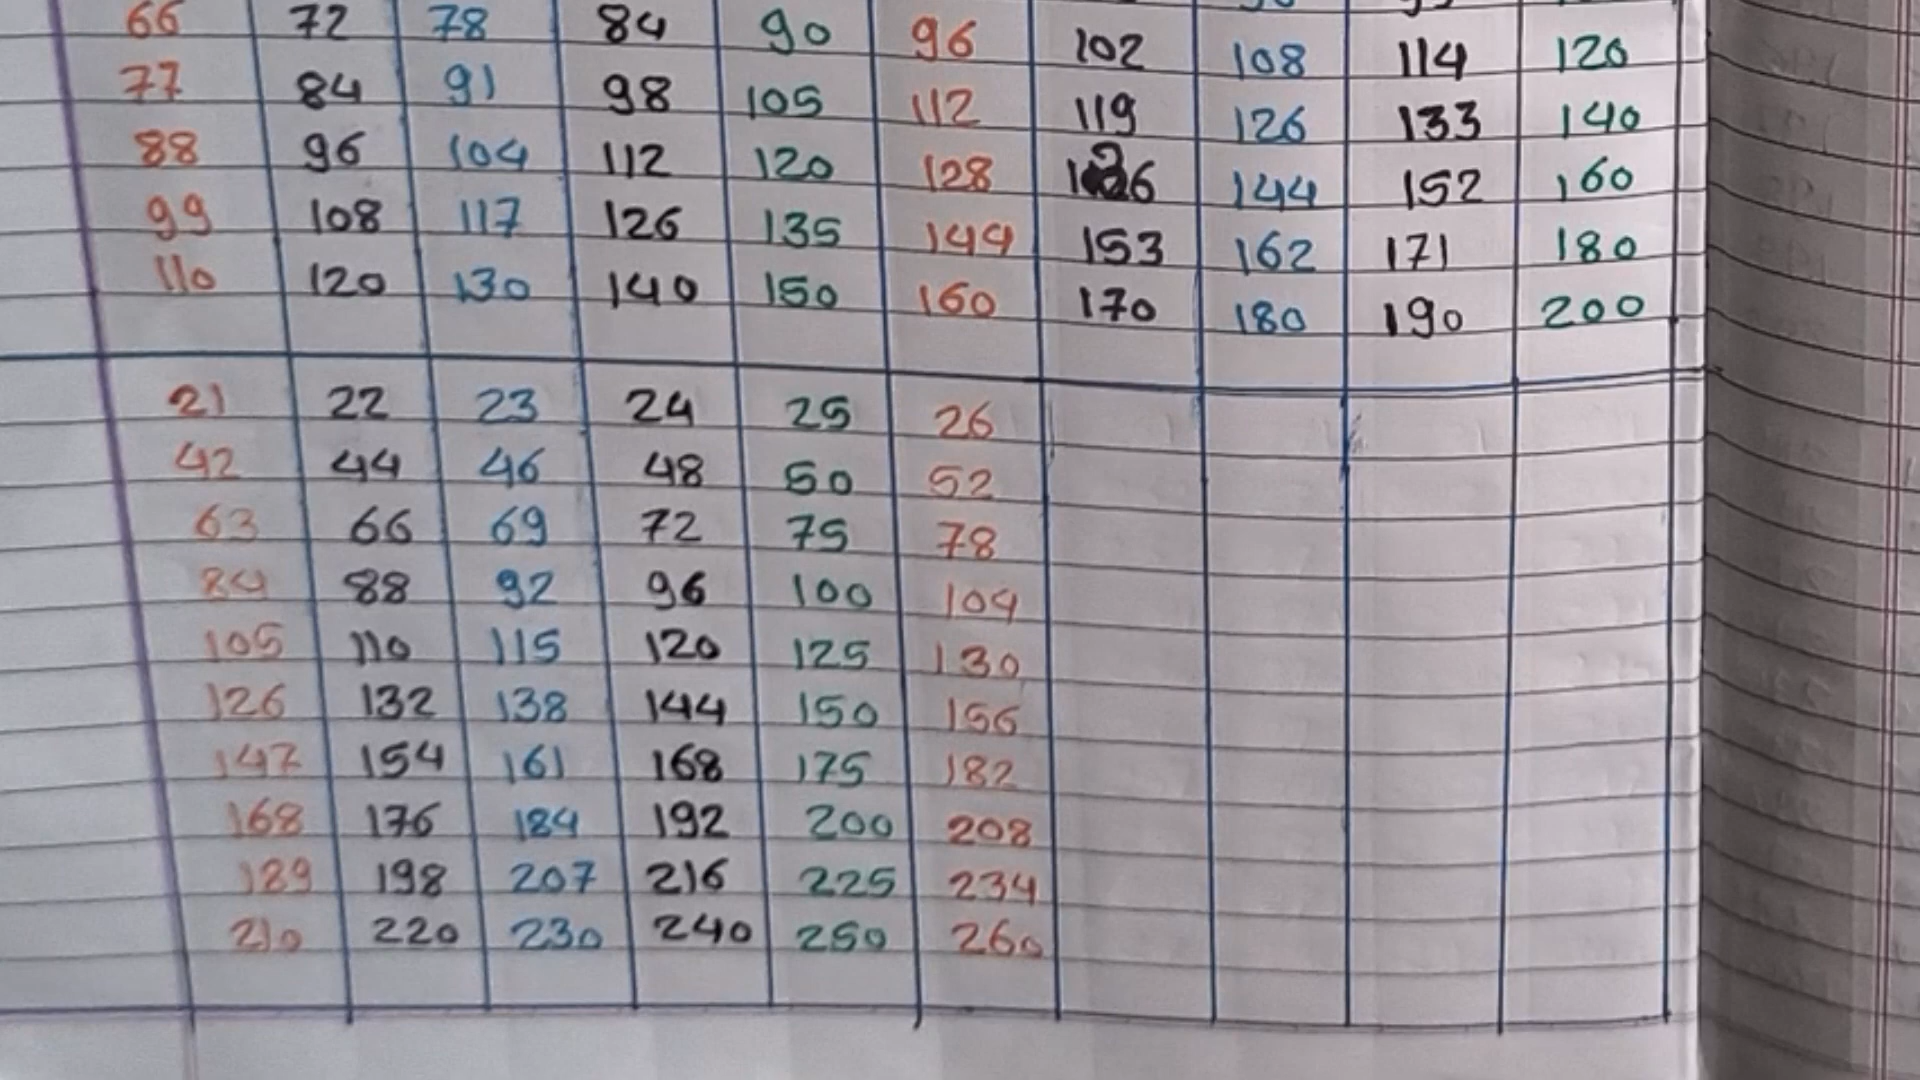 66 72 78 84 90 96 102 108 114 120
77 84 91 98 105 112 119 126 133 140
88 96 104 112 120 128 144 152 160
99 108 117 126 135 144 153 162 171 180
110 120 130 140 150 160 170 180 190 200
21 22 23 24 25 26
42 44 46 48 50 52
63 66 69 72 75 78
84 88 92 96 100 104
105 110 115 120 125 130
126 132 138 144 150 156
147 154 161 168 175 182
168 176 184 192 200 208
189 198 207 216 225 234
210 220 230 240 250 260